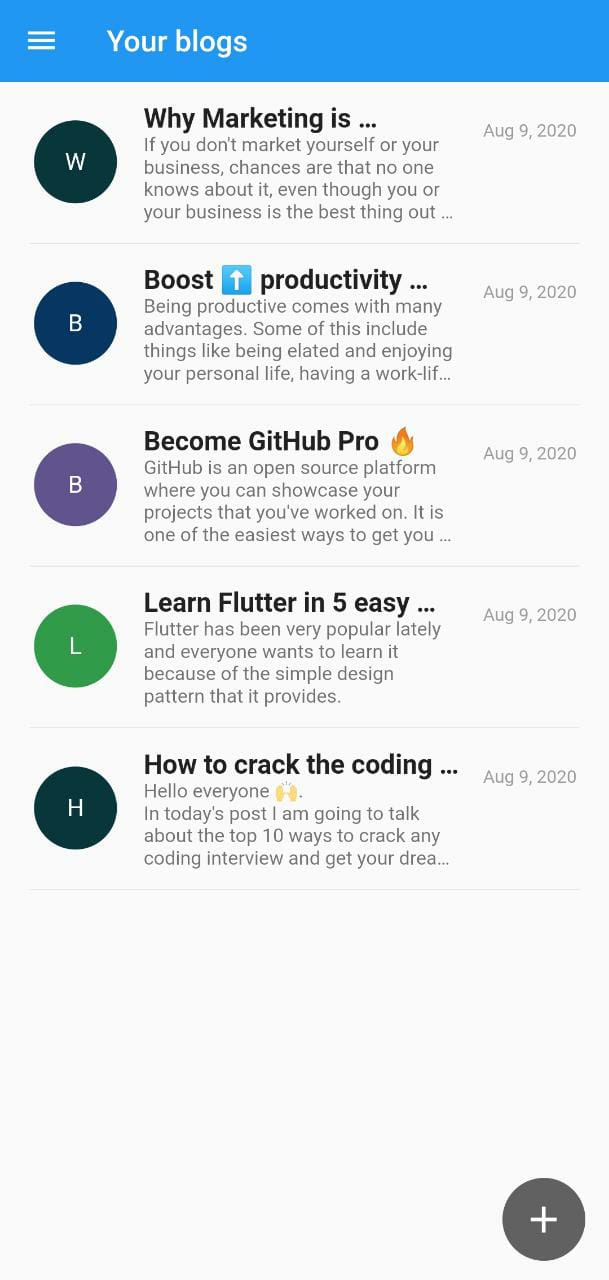 Your blogs
Why Marketing is …
Aug 9, 2020
W
If you don't market yourself or your
business, chances are that no one
knows about it, even though you or
your business is the best thing out …
Boost ⬆️ productivity …
Aug 9, 2020
B
Being productive comes with many
advantages. Some of this include
things like being elated and enjoying
your personal life, having a work-lif…
Become GitHub Pro 🔥
Aug 9, 2020
B
GitHub is an open source platform
where you can showcase your
projects that you've worked on. It is
one of the easiest ways to get you …
Learn Flutter in 5 easy …
Aug 9, 2020
L
Flutter has been very popular lately
and everyone wants to learn it
because of the simple design
pattern that it provides.
How to crack the coding …
Aug 9, 2020
H
Hello everyone 🙌.
In today's post I am going to talk
about the top 10 ways to crack any
coding interview and get your drea…